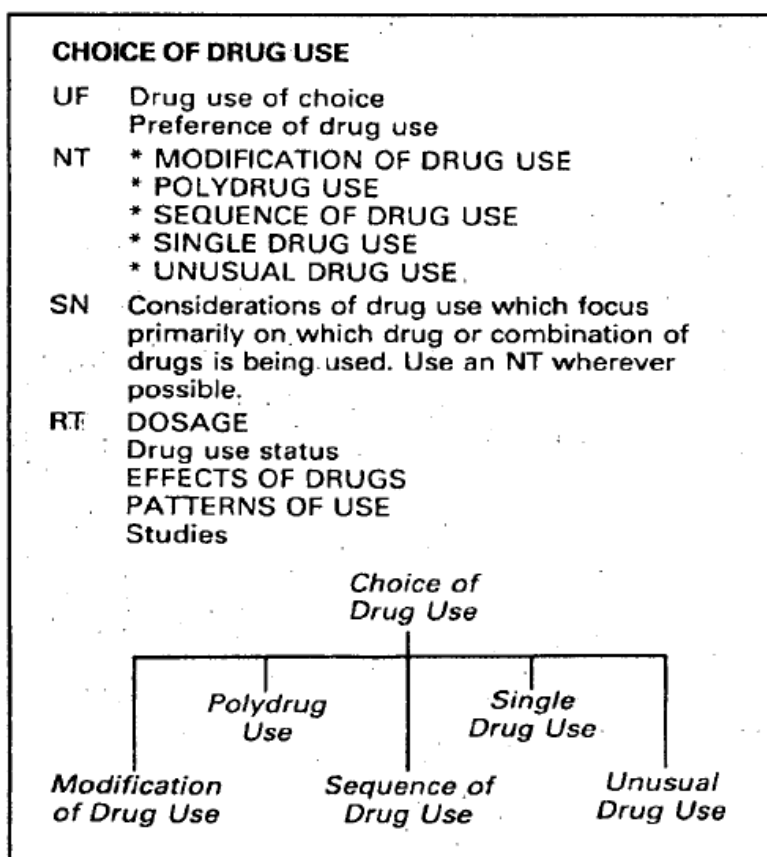 CHOICE OF DRUG USE
UF Drug use of choice
Preference of drug use
NT * MODIFICATION OF DRUG USE
* POLYDRUG USE
* SEQUENCE OF DRUG USE
* SINGLE DRUG USE
* UNUSUAL DRUG USE
SN Considerations of drug use which focus
primarily on which drug or combination of
drugs is being used. Use an NT wherever
possible.
RT DOSAGE
Drug use status
EFFECTS OF DRUGS
PATTERNS OF USE
Studies
Choice of
Drug Use
Polydrug
Use
Single
Drug Use
Modification
of Drug Use
Sequence of
Drug Use
Unusual
Drug Use